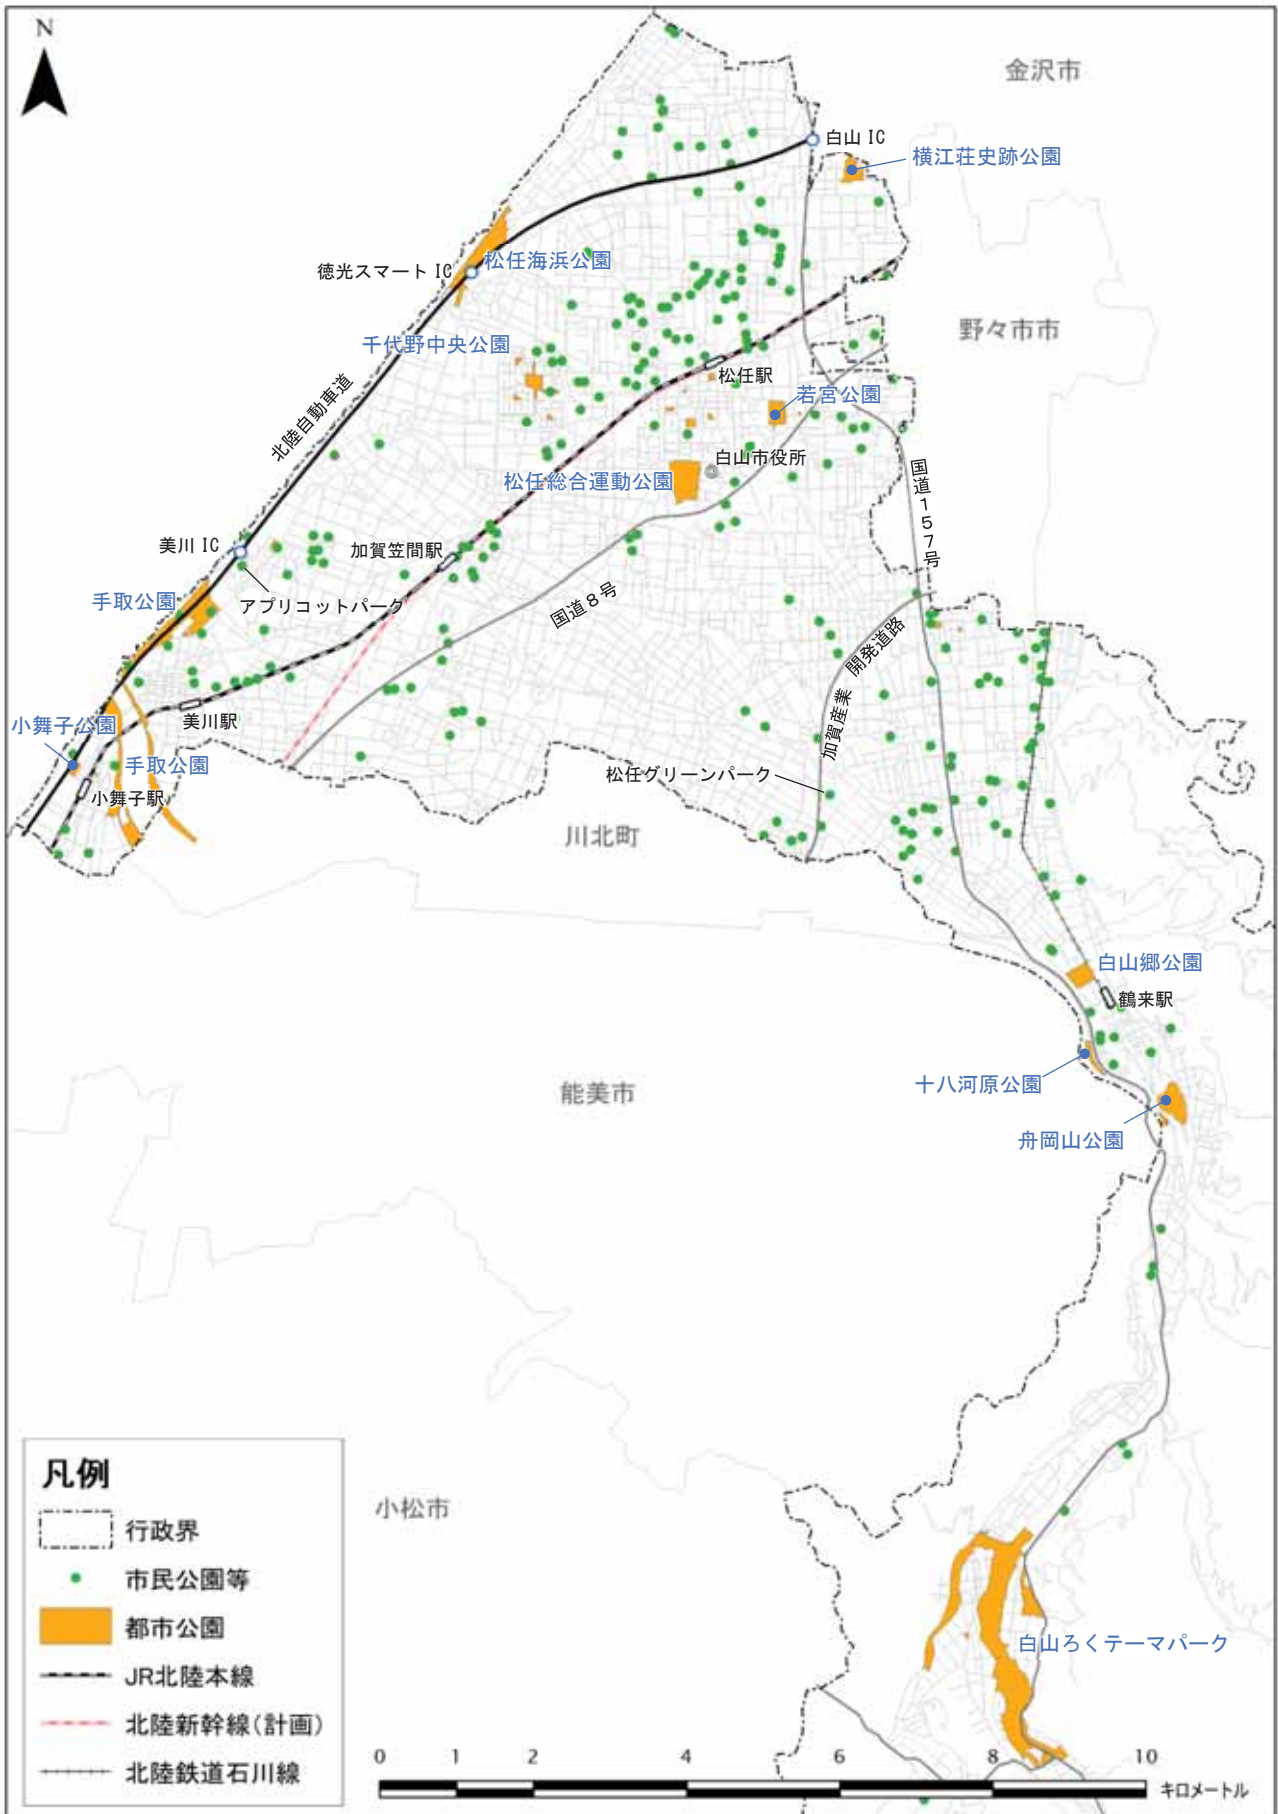 N
金沢市
白山 IC
横江荘史跡公園
徳光スマート IC
松任海浜公園
野々市市
千代野中央公園
松任駅
若宮公園
北陸自動車道
白山市役所
松任総合運動公園
国道157号
美川 IC
加賀笠間駅
アプリコットパーク
手取公園
国道8号
加賀産業 開発道路
美川駅
小舞子公園
手取公園
小舞子駅
松任グリーンパーク
川北町
白山郷公園
鶴来駅
能美市
十八河原公園
舟岡山公園
小松市
白山ろくテーマパーク
凡例
行政界
市民公園等
都市公園
JR北陸本線
北陸新幹線(計画)
北陸鉄道石川線
0 1 2 4 6 8 10
キロメートル